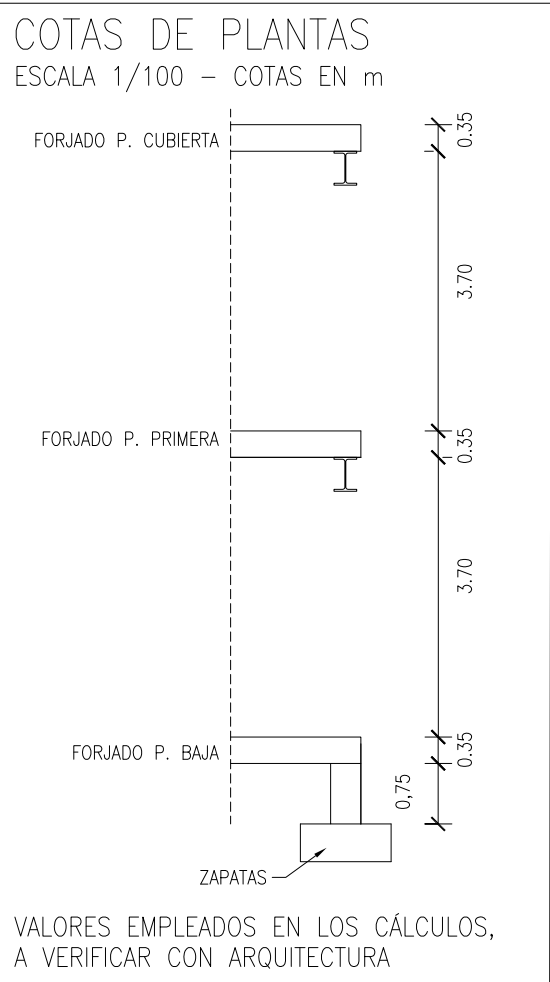 COTAS DE PLANTAS
ESCALA 1/100 – COTAS EN m
FORJADO P. CUBIERTA
0.35
3.70
FORJADO P. PRIMERA
0.35
3.70
FORJADO P. BAJA
0.35
0,75
ZAPATAS
VALORES EMPLEADOS EN LOS CÁLCULOS,
A VERIFICAR CON ARQUITECTURA